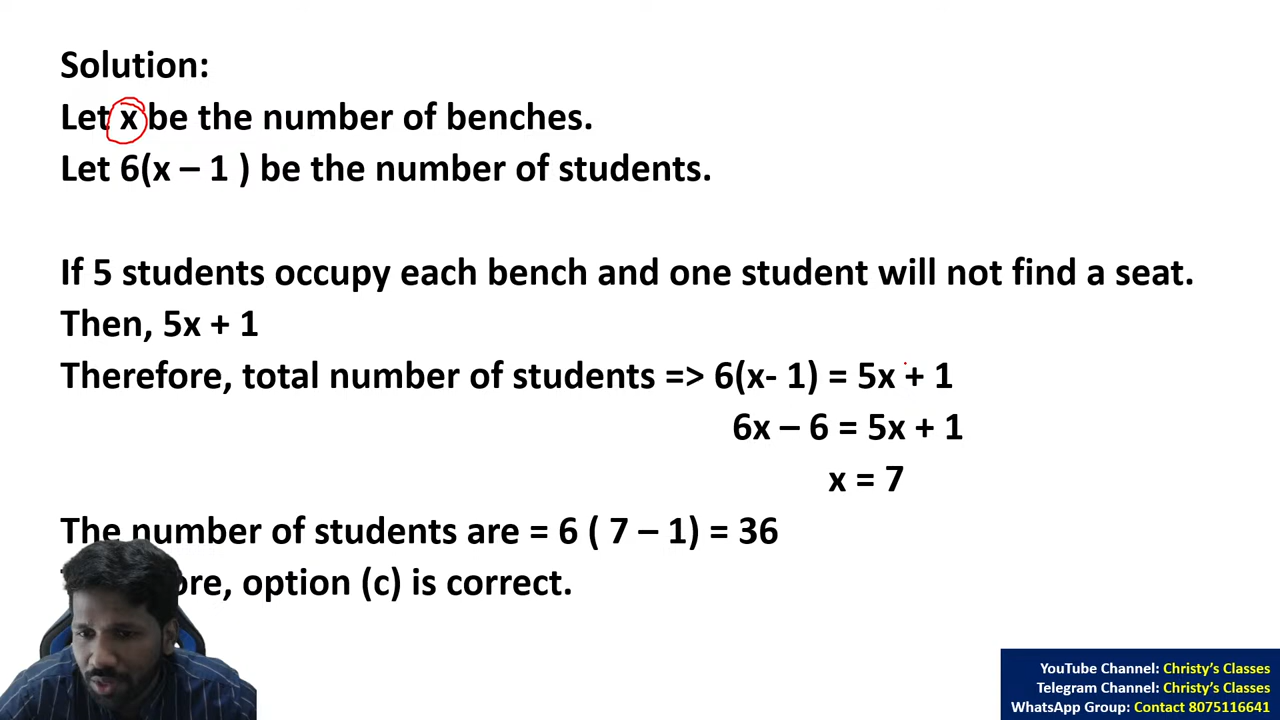 Solution:
Let x be the number of benches.
Let 6(x – 1 ) be the number of students.
If 5 students occupy each bench and one student will not find a seat.
Then, 5x + 1
Therefore, total number of students => 6(x- 1) = 5x + 1
6x – 6 = 5x + 1
x = 7
The number of students are = 6 ( 7 – 1) = 36
ore, option (c) is correct.
YouTube Channel: Christy's Classes
Telegram Channel: Christy's Classes
WhatsApp Group: Contact 8075116641